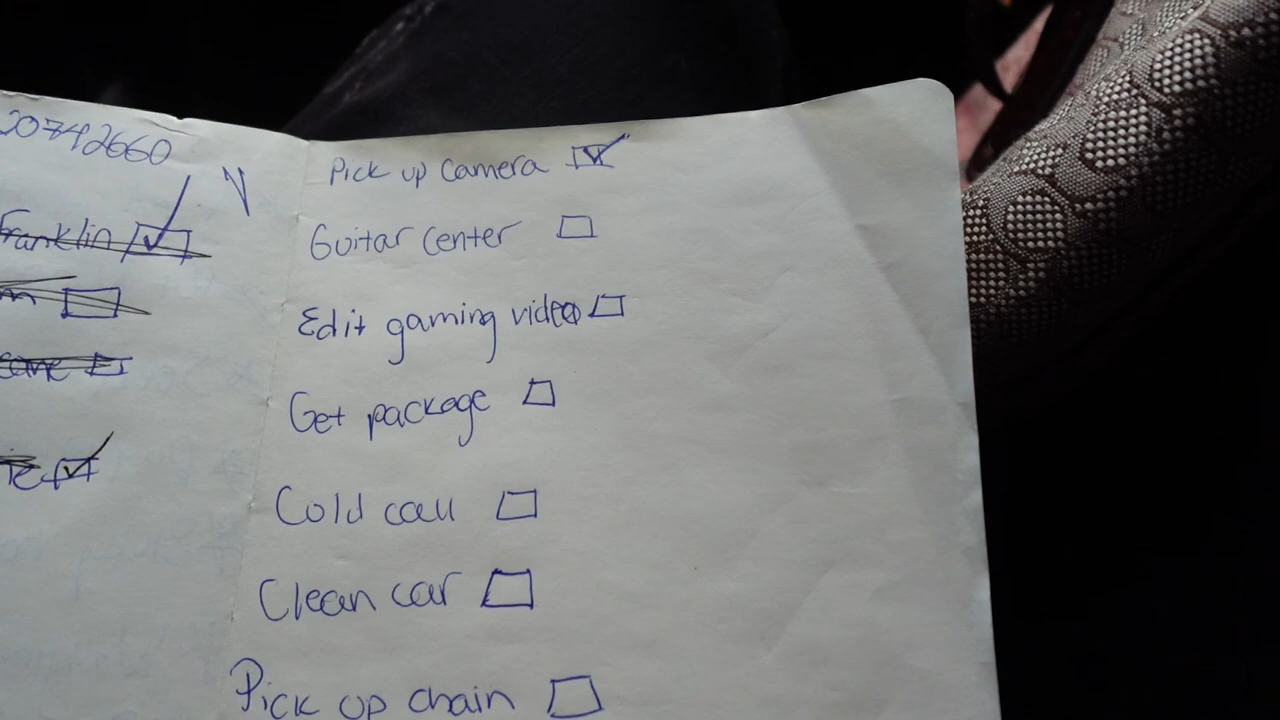 20742660
Franklin
Pick up Camera
Guitar Center
Edit gaming video
Get package
Cold call
Clean car
Pick up chain